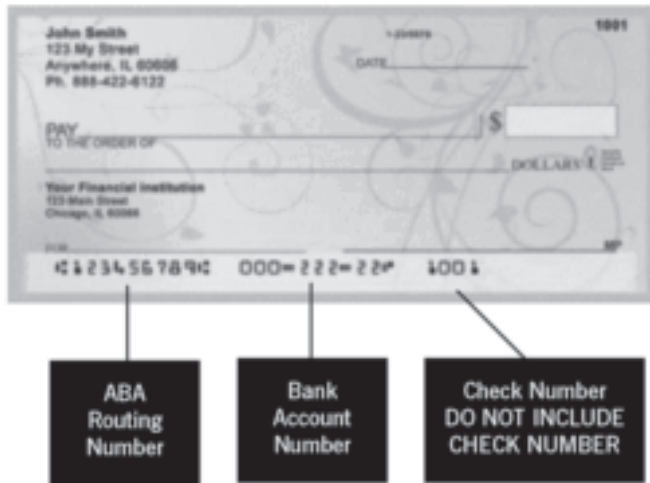 John Smith
1001
123 My Street
Anywhere, IL 60666
Ph. 888-422-6122
DATE
PAY
TO THE ORDER OF
$
DOLLARS
Your Financial Institution
123 Main Street
Chicago, IL 60066
FOR
MP
⑆123456789⑆ 000⑉222⑉22⑈ 1001
ABA
Routing
Number
Bank
Account
Number
Check Number
DO NOT INCLUDE
CHECK NUMBER